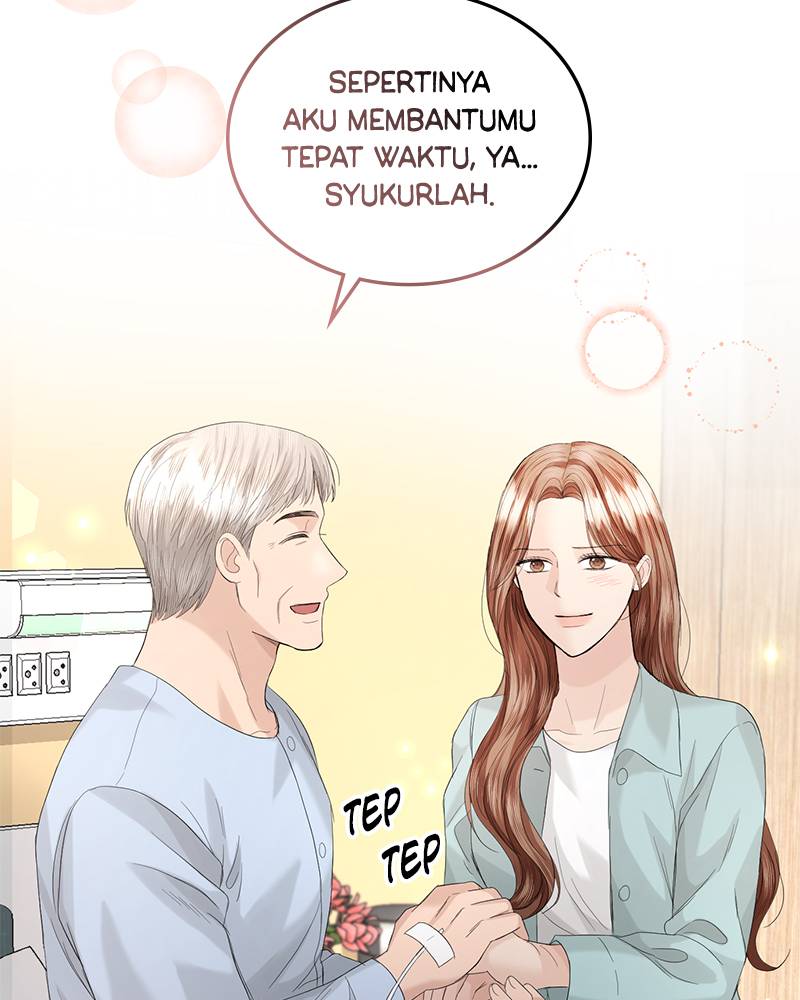 SEPERTINYA
AKU MEMBANTUMU
TEPAT WAKTU, YA...
SYUKURLAH.
TEP
TEP